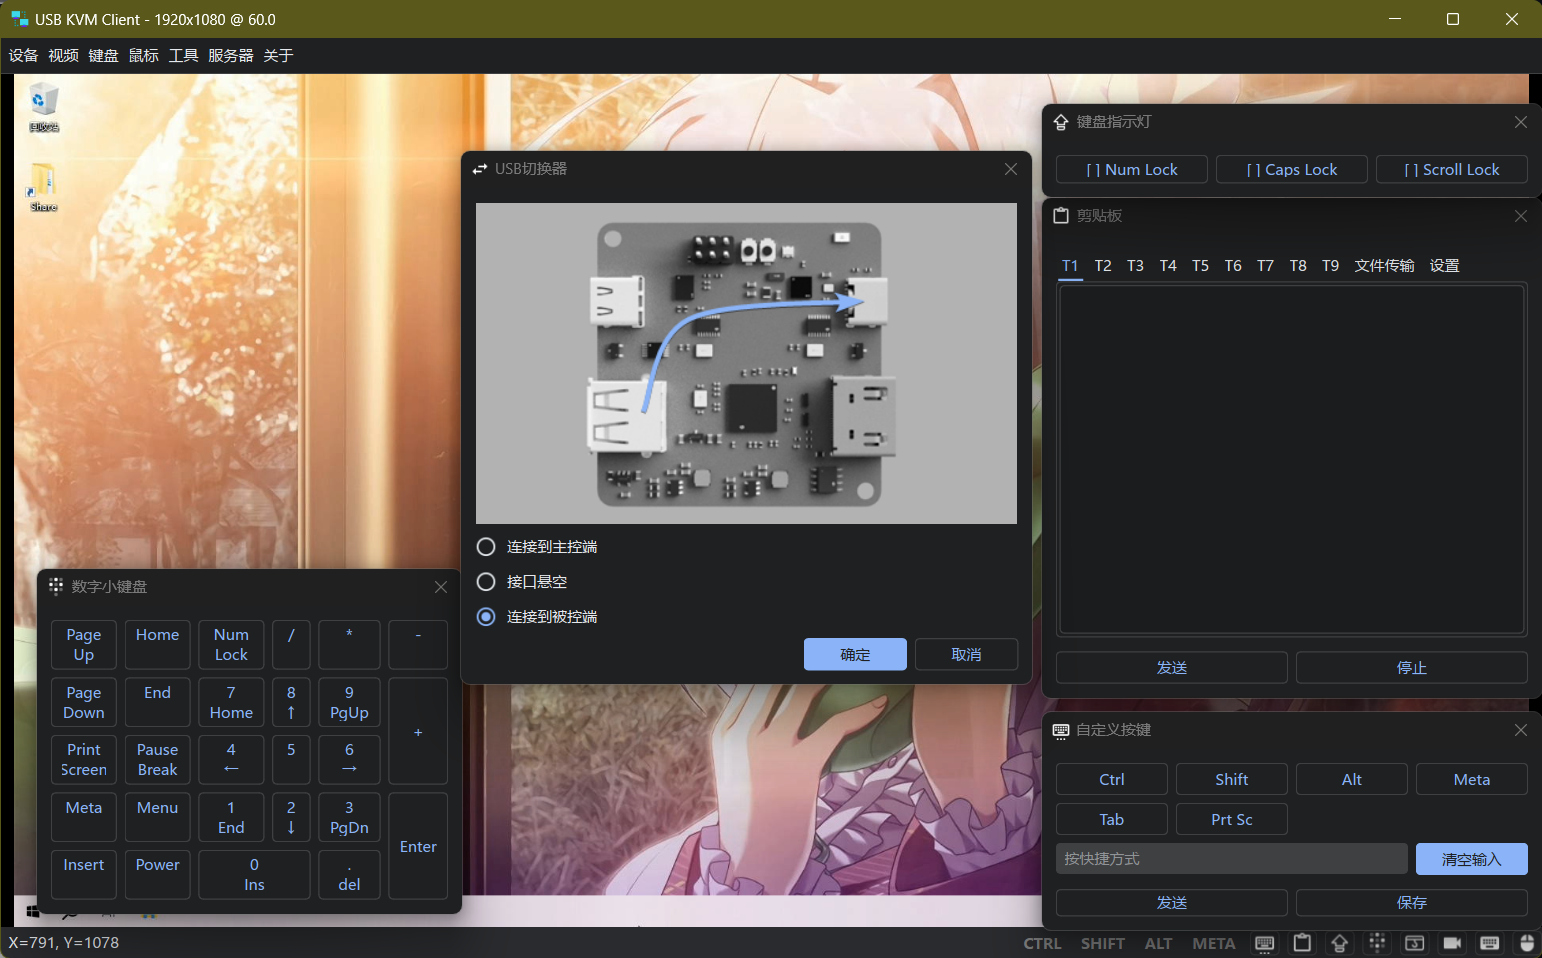 USB KVM Client - 1920x1080 @ 60.0
设备 视频 键盘 鼠标 工具 服务器 关于
回收站
Share
USB切换器
连接到主控端
接口悬空
连接到被控端
确定 取消
键盘指示灯
[ ] Num Lock [ ] Caps Lock [ ] Scroll Lock
剪贴板
T1 T2 T3 T4 T5 T6 T7 T8 T9 文件传输 设置
发送 停止
数字小键盘
Page Up Home Num Lock / * -
Page Down End 7 Home 8 ↑ 9 PgUp +
Print Screen Pause Break 4 ← 5 6 →
Meta Menu 1 End 2 ↓ 3 PgDn Enter
Insert Power 0 Ins . del
自定义按键
Ctrl Shift Alt Meta
Tab Prt Sc
按快捷方式 清空输入
发送 保存
X=791, Y=1078
CTRL SHIFT ALT META